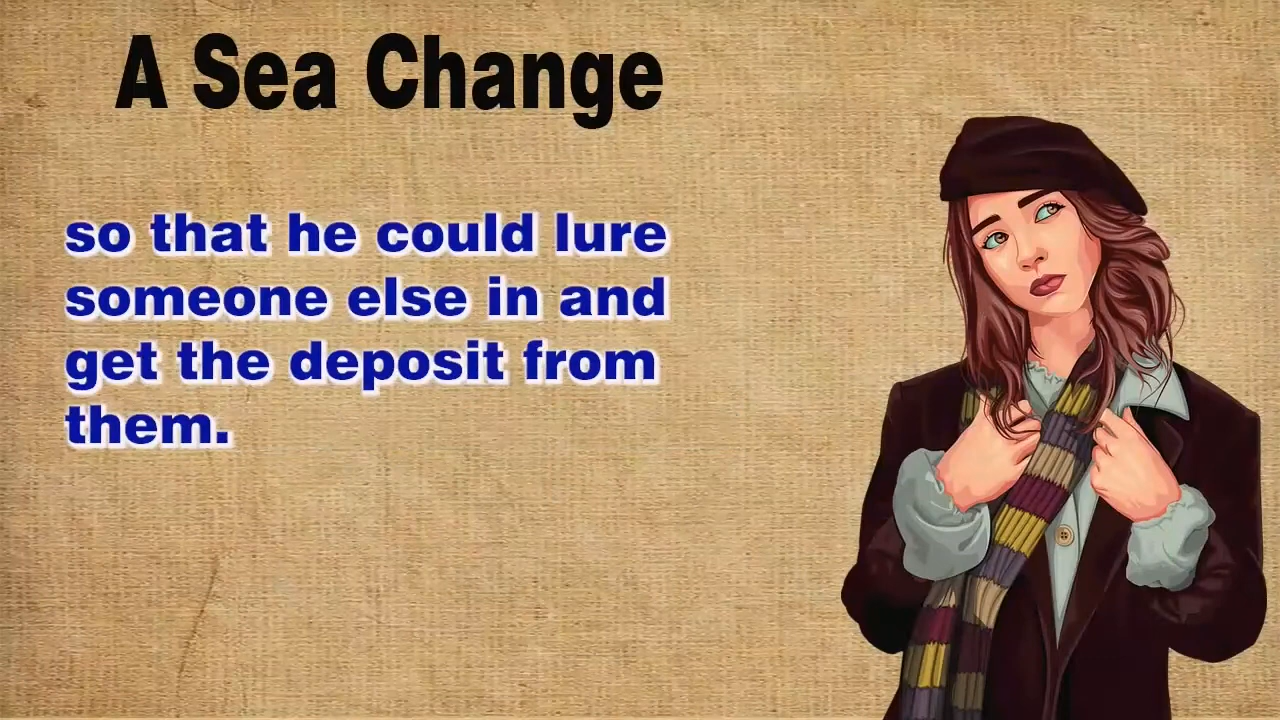 A Sea Change
so that he could lure
someone else in and
get the deposit from
them.